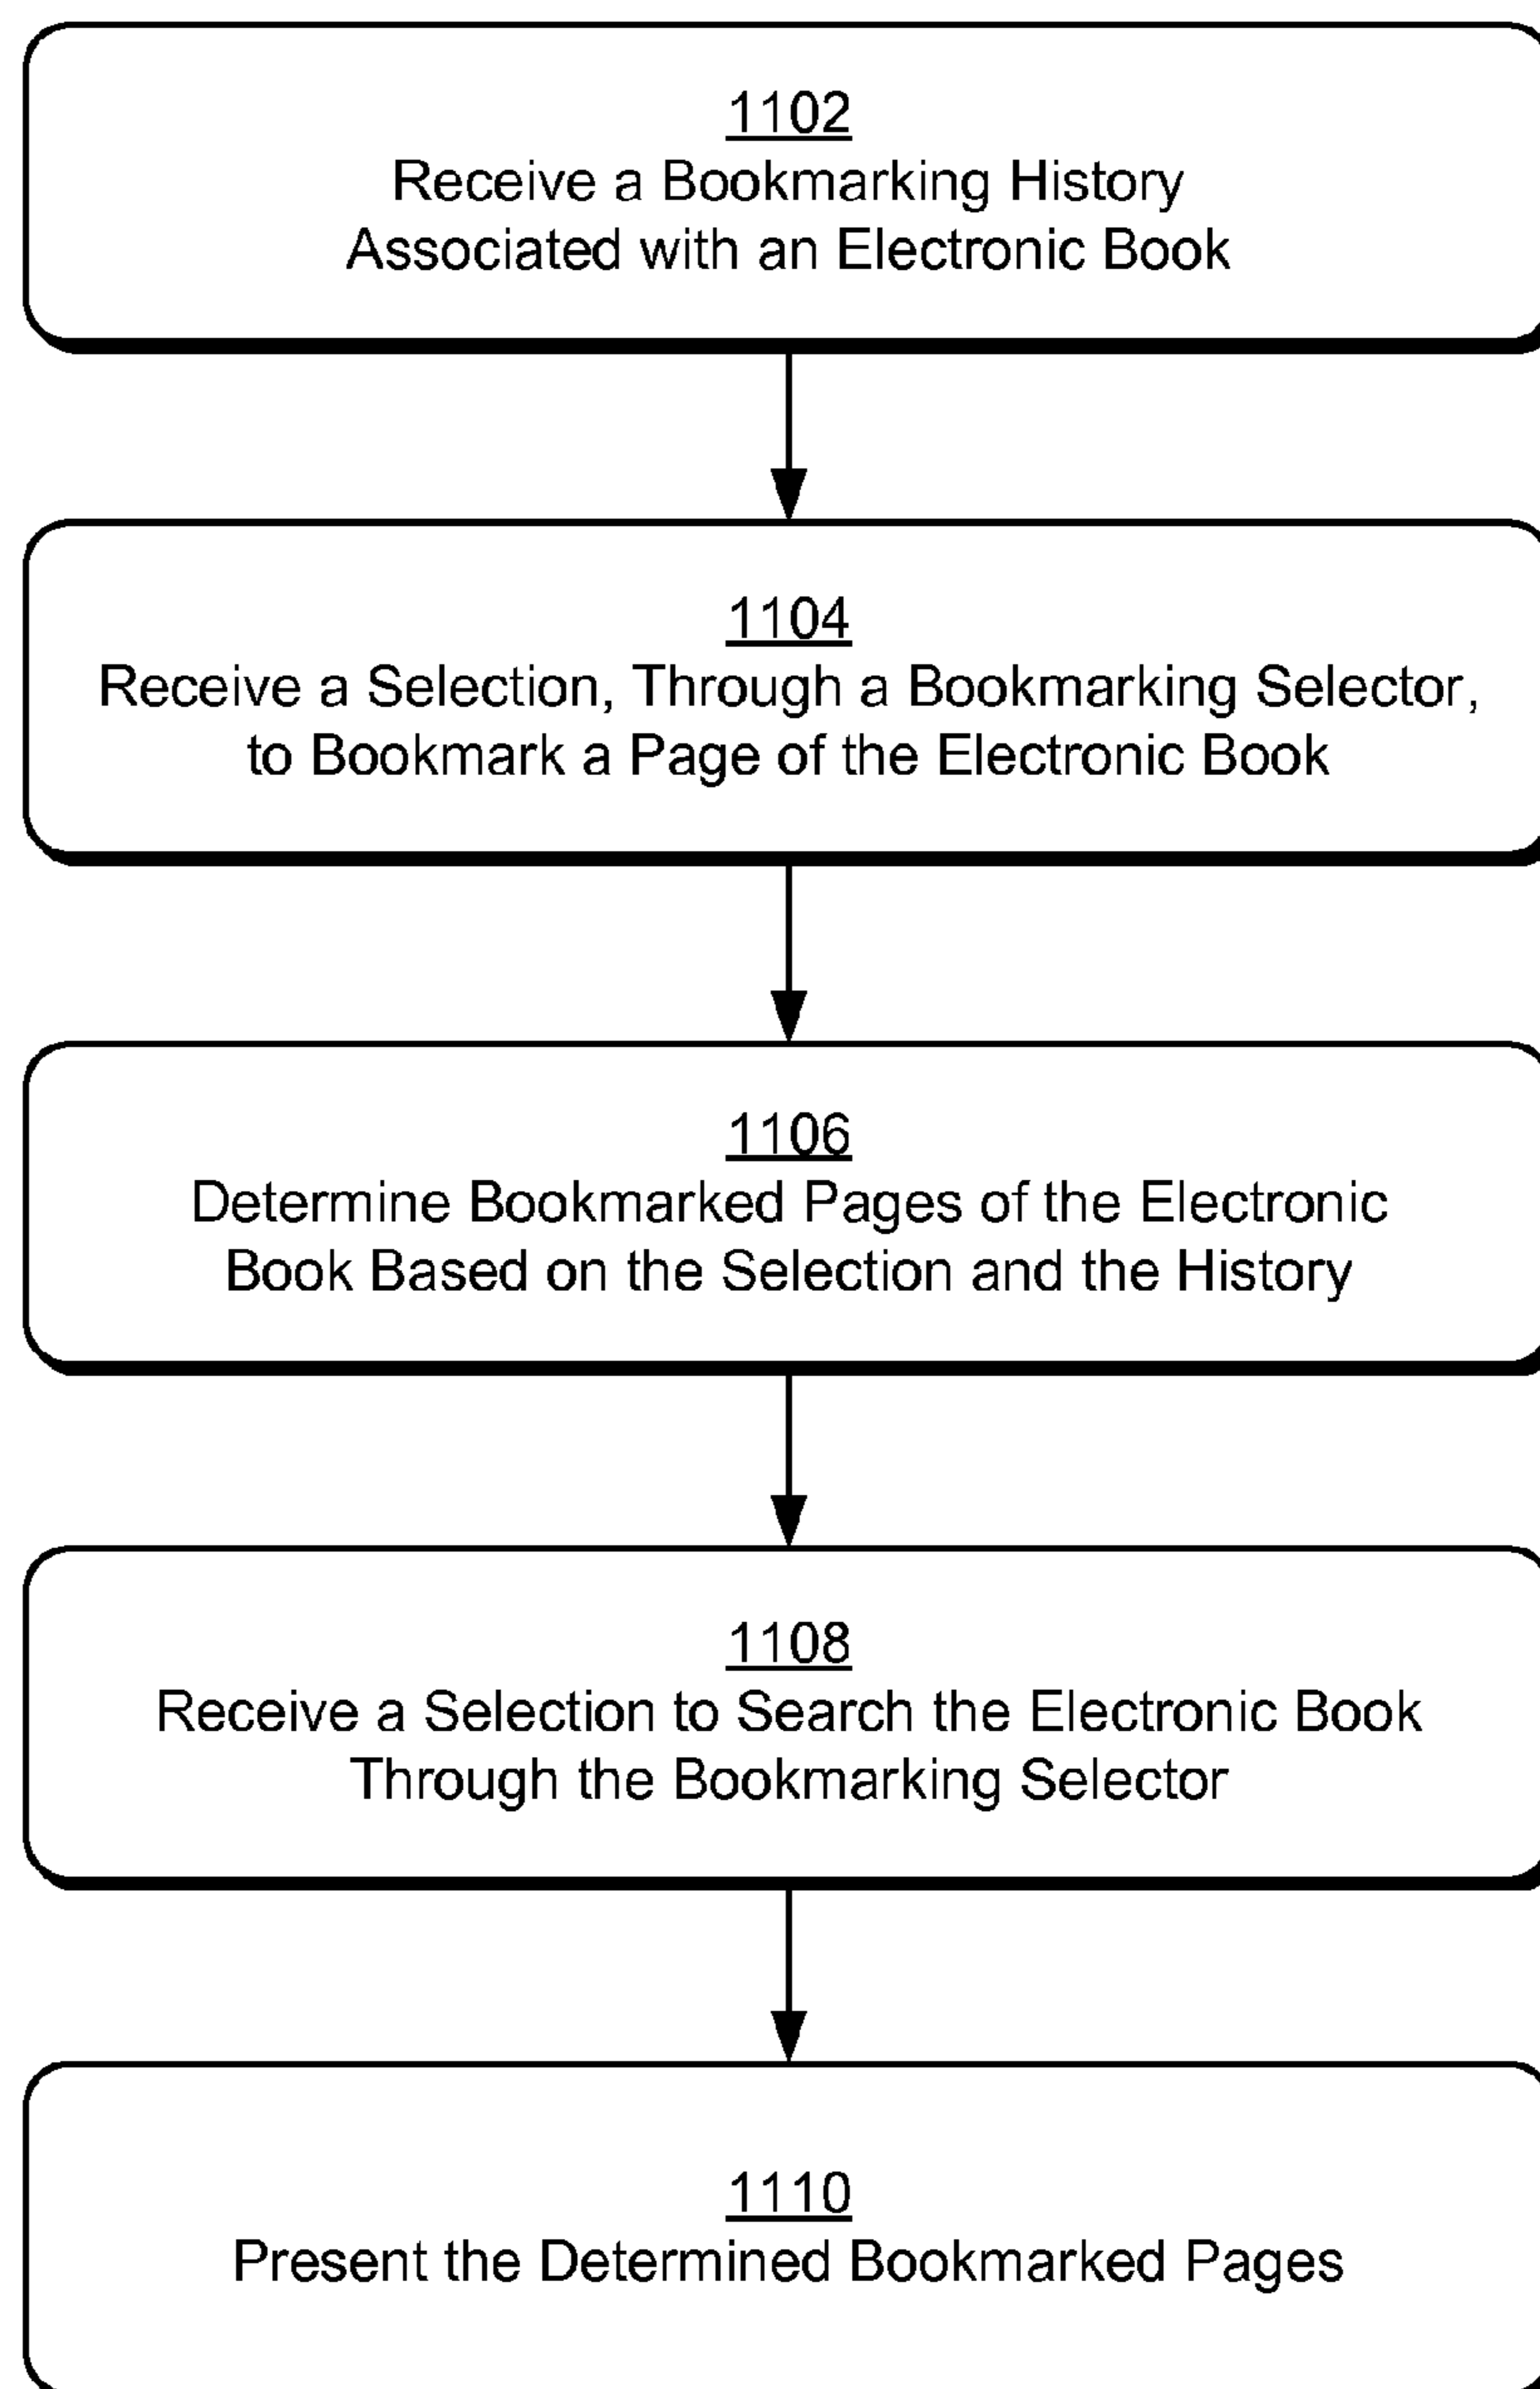 1102
Receive a Bookmarking History
Associated with an Electronic Book
1104
Receive a Selection, Through a Bookmarking Selector,
to Bookmark a Page of the Electronic Book
1106
Determine Bookmarked Pages of the Electronic
Book Based on the Selection and the History
1108
Receive a Selection to Search the Electronic Book
Through the Bookmarking Selector
1110
Present the Determined Bookmarked Pages